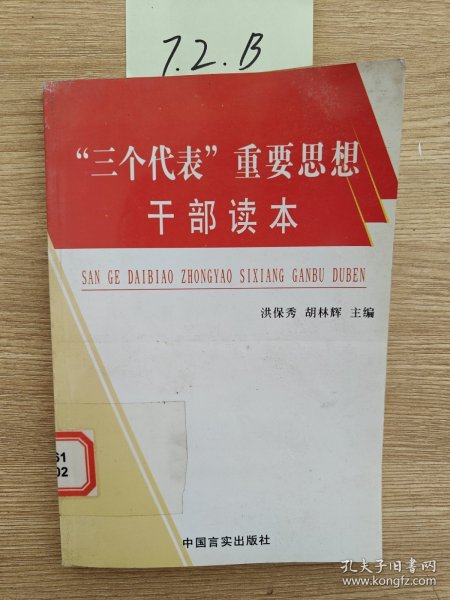 7.2.B
“三个代表”重要思想
干部读本
SAN GE DAIBIAO ZHONGYAO SIXIANG GANBU DUBEN
洪保秀 胡林辉 主编
61
02
中国言实出版社
孔夫子旧书网
www.kongfz.com